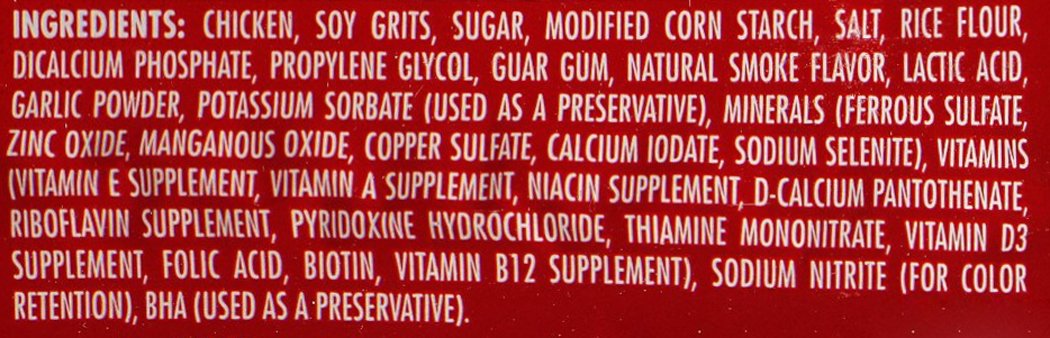 INGREDIENTS: CHICKEN, SOY GRITS, SUGAR, MODIFIED CORN STARCH, SALT, RICE FLOUR,
DICALCIUM PHOSPHATE, PROPYLENE GLYCOL, GUAR GUM, NATURAL SMOKE FLAVOR, LACTIC ACID,
GARLIC POWDER, POTASSIUM SORBATE (USED AS A PRESERVATIVE), MINERALS (FERROUS SULFATE,
ZINC OXIDE, MANGANOUS OXIDE, COPPER SULFATE, CALCIUM IODATE, SODIUM SELENITE), VITAMINS
(VITAMIN E SUPPLEMENT, VITAMIN A SUPPLEMENT, NIACIN SUPPLEMENT, D-CALCIUM PANTOTHENATE,
RIBOFLAVIN SUPPLEMENT, PYRIDOXINE HYDROCHLORIDE, THIAMINE MONONITRATE, VITAMIN D3
SUPPLEMENT, FOLIC ACID, BIOTIN, VITAMIN B12 SUPPLEMENT), SODIUM NITRITE (FOR COLOR
RETENTION), BHA (USED AS A PRESERVATIVE).